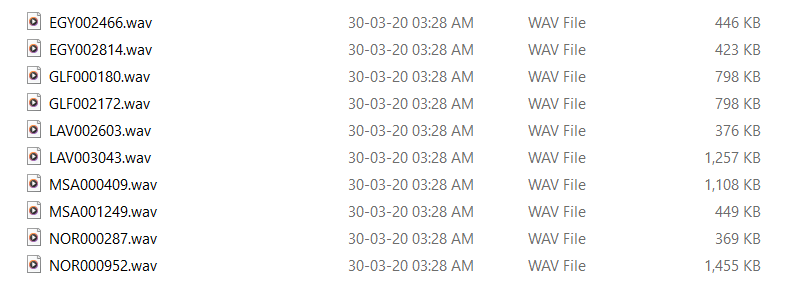 EGY002466.wav 30-03-20 03:28 AM WAV File 446 KB
EGY002814.wav 30-03-20 03:28 AM WAV File 423 KB
GLF000180.wav 30-03-20 03:28 AM WAV File 798 KB
GLF002172.wav 30-03-20 03:28 AM WAV File 798 KB
LAV002603.wav 30-03-20 03:28 AM WAV File 376 KB
LAV003043.wav 30-03-20 03:28 AM WAV File 1,257 KB
MSA000409.wav 30-03-20 03:28 AM WAV File 1,108 KB
MSA001249.wav 30-03-20 03:28 AM WAV File 449 KB
NOR000287.wav 30-03-20 03:28 AM WAV File 369 KB
NOR000952.wav 30-03-20 03:28 AM WAV File 1,455 KB